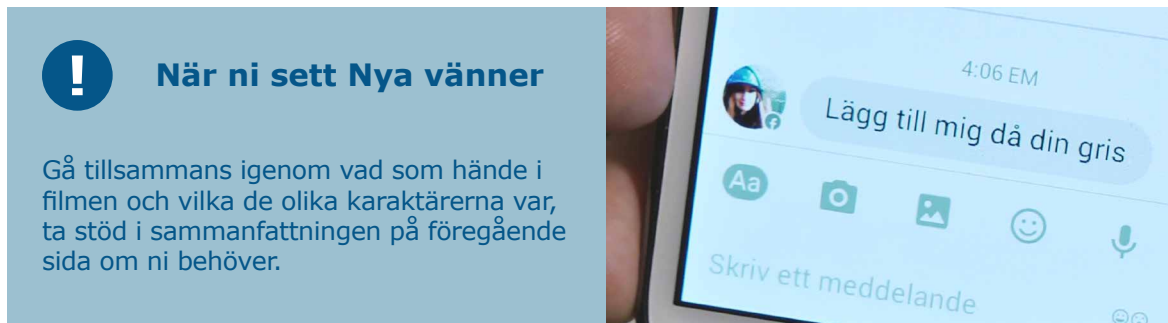 !
När ni sett Nya vänner
Gå tillsammans igenom vad som hände i
filmen och vilka de olika karaktärerna var,
ta stöd i sammanfattningen på föregående
sida om ni behöver.
4:06 EM
Lägg till mig då din gris
Aa
Skriv ett meddelande